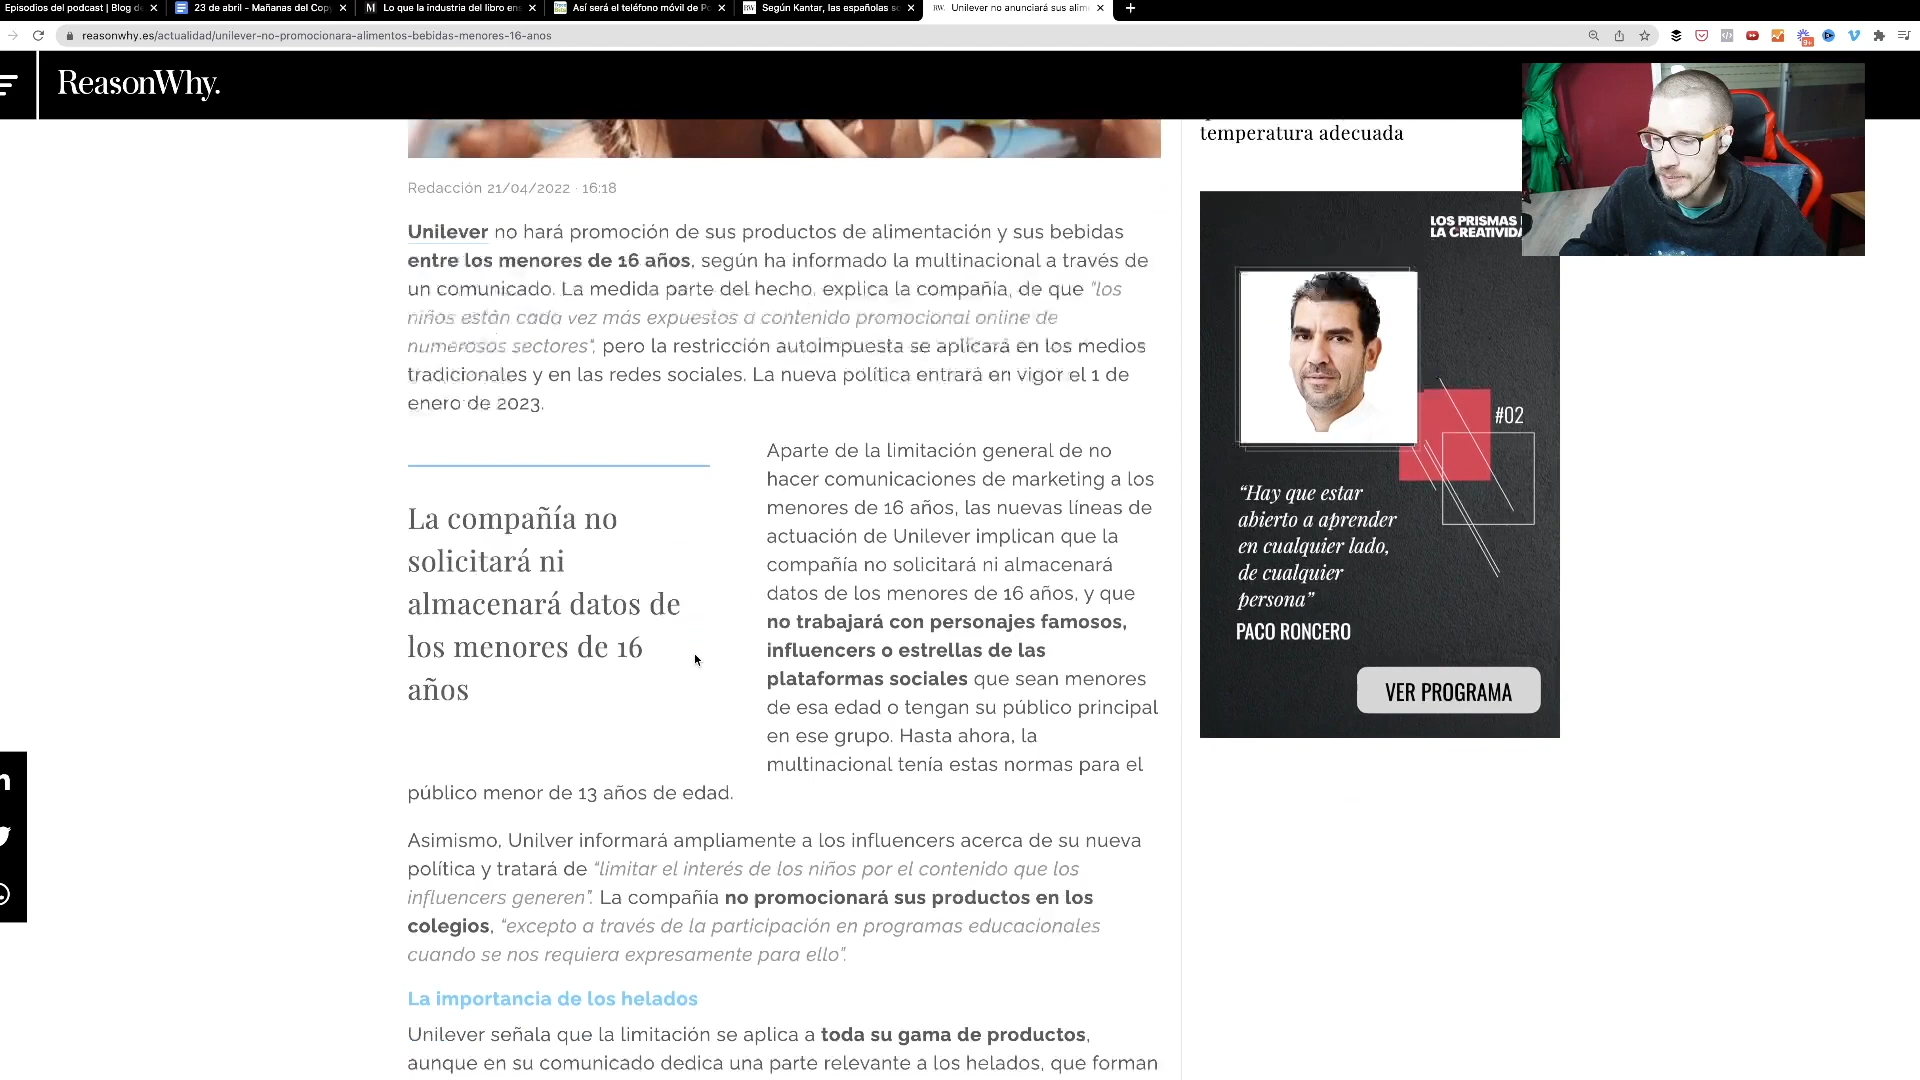 Episodios del podcast | Blog de
23 de abril - Mañanas del Copy
Lo que la industria del libro en
Así será el teléfono móvil de Po
Según Kantar, las españolas so
Unilever no anunciará sus alim
reasonwhy.es/actualidad/unilever-no-promocionara-alimentos-bebidas-menores-16-anos
9+
ReasonWhy.
temperatura adecuada
Redacción 21/04/2022 · 16:18
Unilever no hará promoción de sus productos de alimentación y sus bebidas
entre los menores de 16 años, según ha informado la multinacional a través de
un comunicado. La medida parte del hecho, explica la compañía, de que "los
niños están cada vez más expuestos a contenido promocional online de
numerosos sectores", pero la restricción autoimpuesta se aplicará en los medios
tradicionales y en las redes sociales. La nueva política entrará en vigor el 1 de
enero de 2023.
La compañía no
solicitará ni
almacenará datos de
los menores de 16
años
Aparte de la limitación general de no
hacer comunicaciones de marketing a los
menores de 16 años, las nuevas líneas de
actuación de Unilever implican que la
compañía no solicitará ni almacenará
datos de los menores de 16 años, y que
no trabajará con personajes famosos,
influencers o estrellas de las
plataformas sociales que sean menores
de esa edad o tengan su público principal
en ese grupo. Hasta ahora, la
multinacional tenía estas normas para el
público menor de 13 años de edad.
Asimismo, Unilver informará ampliamente a los influencers acerca de su nueva
política y tratará de "limitar el interés de los niños por el contenido que los
influencers generen". La compañía no promocionará sus productos en los
colegios, "excepto a través de la participación en programas educacionales
cuando se nos requiera expresamente para ello".
La importancia de los helados
Unilever señala que la limitación se aplica a toda su gama de productos,
aunque en su comunicado dedica una parte relevante a los helados, que forman
LOS PRISMAS
LA CREATIVIDA
#02
“Hay que estar
abierto a aprender
en cualquier lado,
de cualquier
persona”
PACO RONCERO
VER PROGRAMA